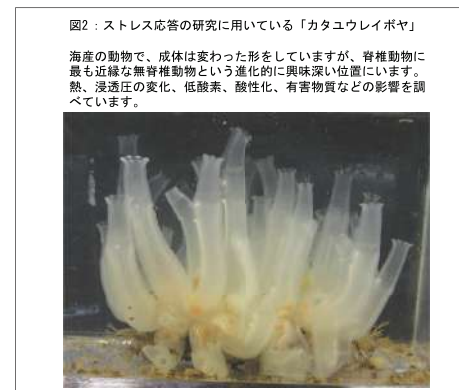 図2：ストレス応答の研究に用いている「カタユウレイボヤ」
海産の動物で、成体は変わった形をしていますが、脊椎動物に
最も近縁な無脊椎動物という進化的に興味深い位置にいます。
熱、浸透圧の変化、低酸素、酸性化、有害物質などの影響を調
べています。